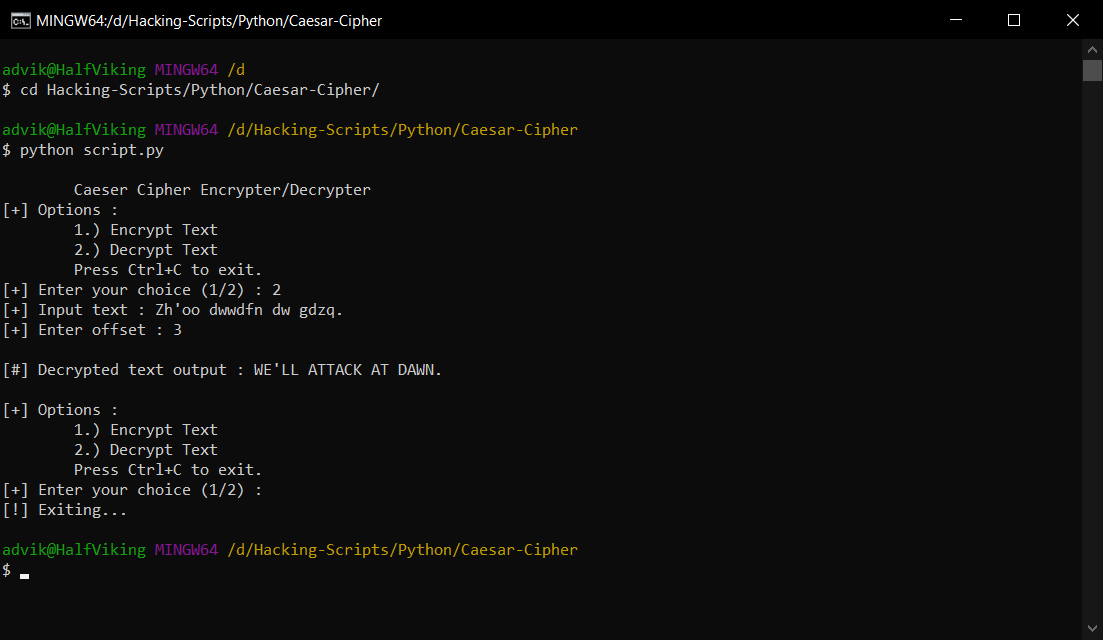 MINGW64:/d/Hacking-Scripts/Python/Caesar-Cipher
advik@HalfViking MINGW64 /d
$ cd Hacking-Scripts/Python/Caesar-Cipher/
advik@HalfViking MINGW64 /d/Hacking-Scripts/Python/Caesar-Cipher
$ python script.py
Caeser Cipher Encrypter/Decrypter
[+] Options :
1.) Encrypt Text
2.) Decrypt Text
Press Ctrl+C to exit.
[+] Enter your choice (1/2) : 2
[+] Input text : Zh'oo dwwdfn dw gdzq.
[+] Enter offset : 3
[#] Decrypted text output : WE'LL ATTACK AT DAWN.
[+] Options :
1.) Encrypt Text
2.) Decrypt Text
Press Ctrl+C to exit.
[+] Enter your choice (1/2) :
[!] Exiting...
advik@HalfViking MINGW64 /d/Hacking-Scripts/Python/Caesar-Cipher
$